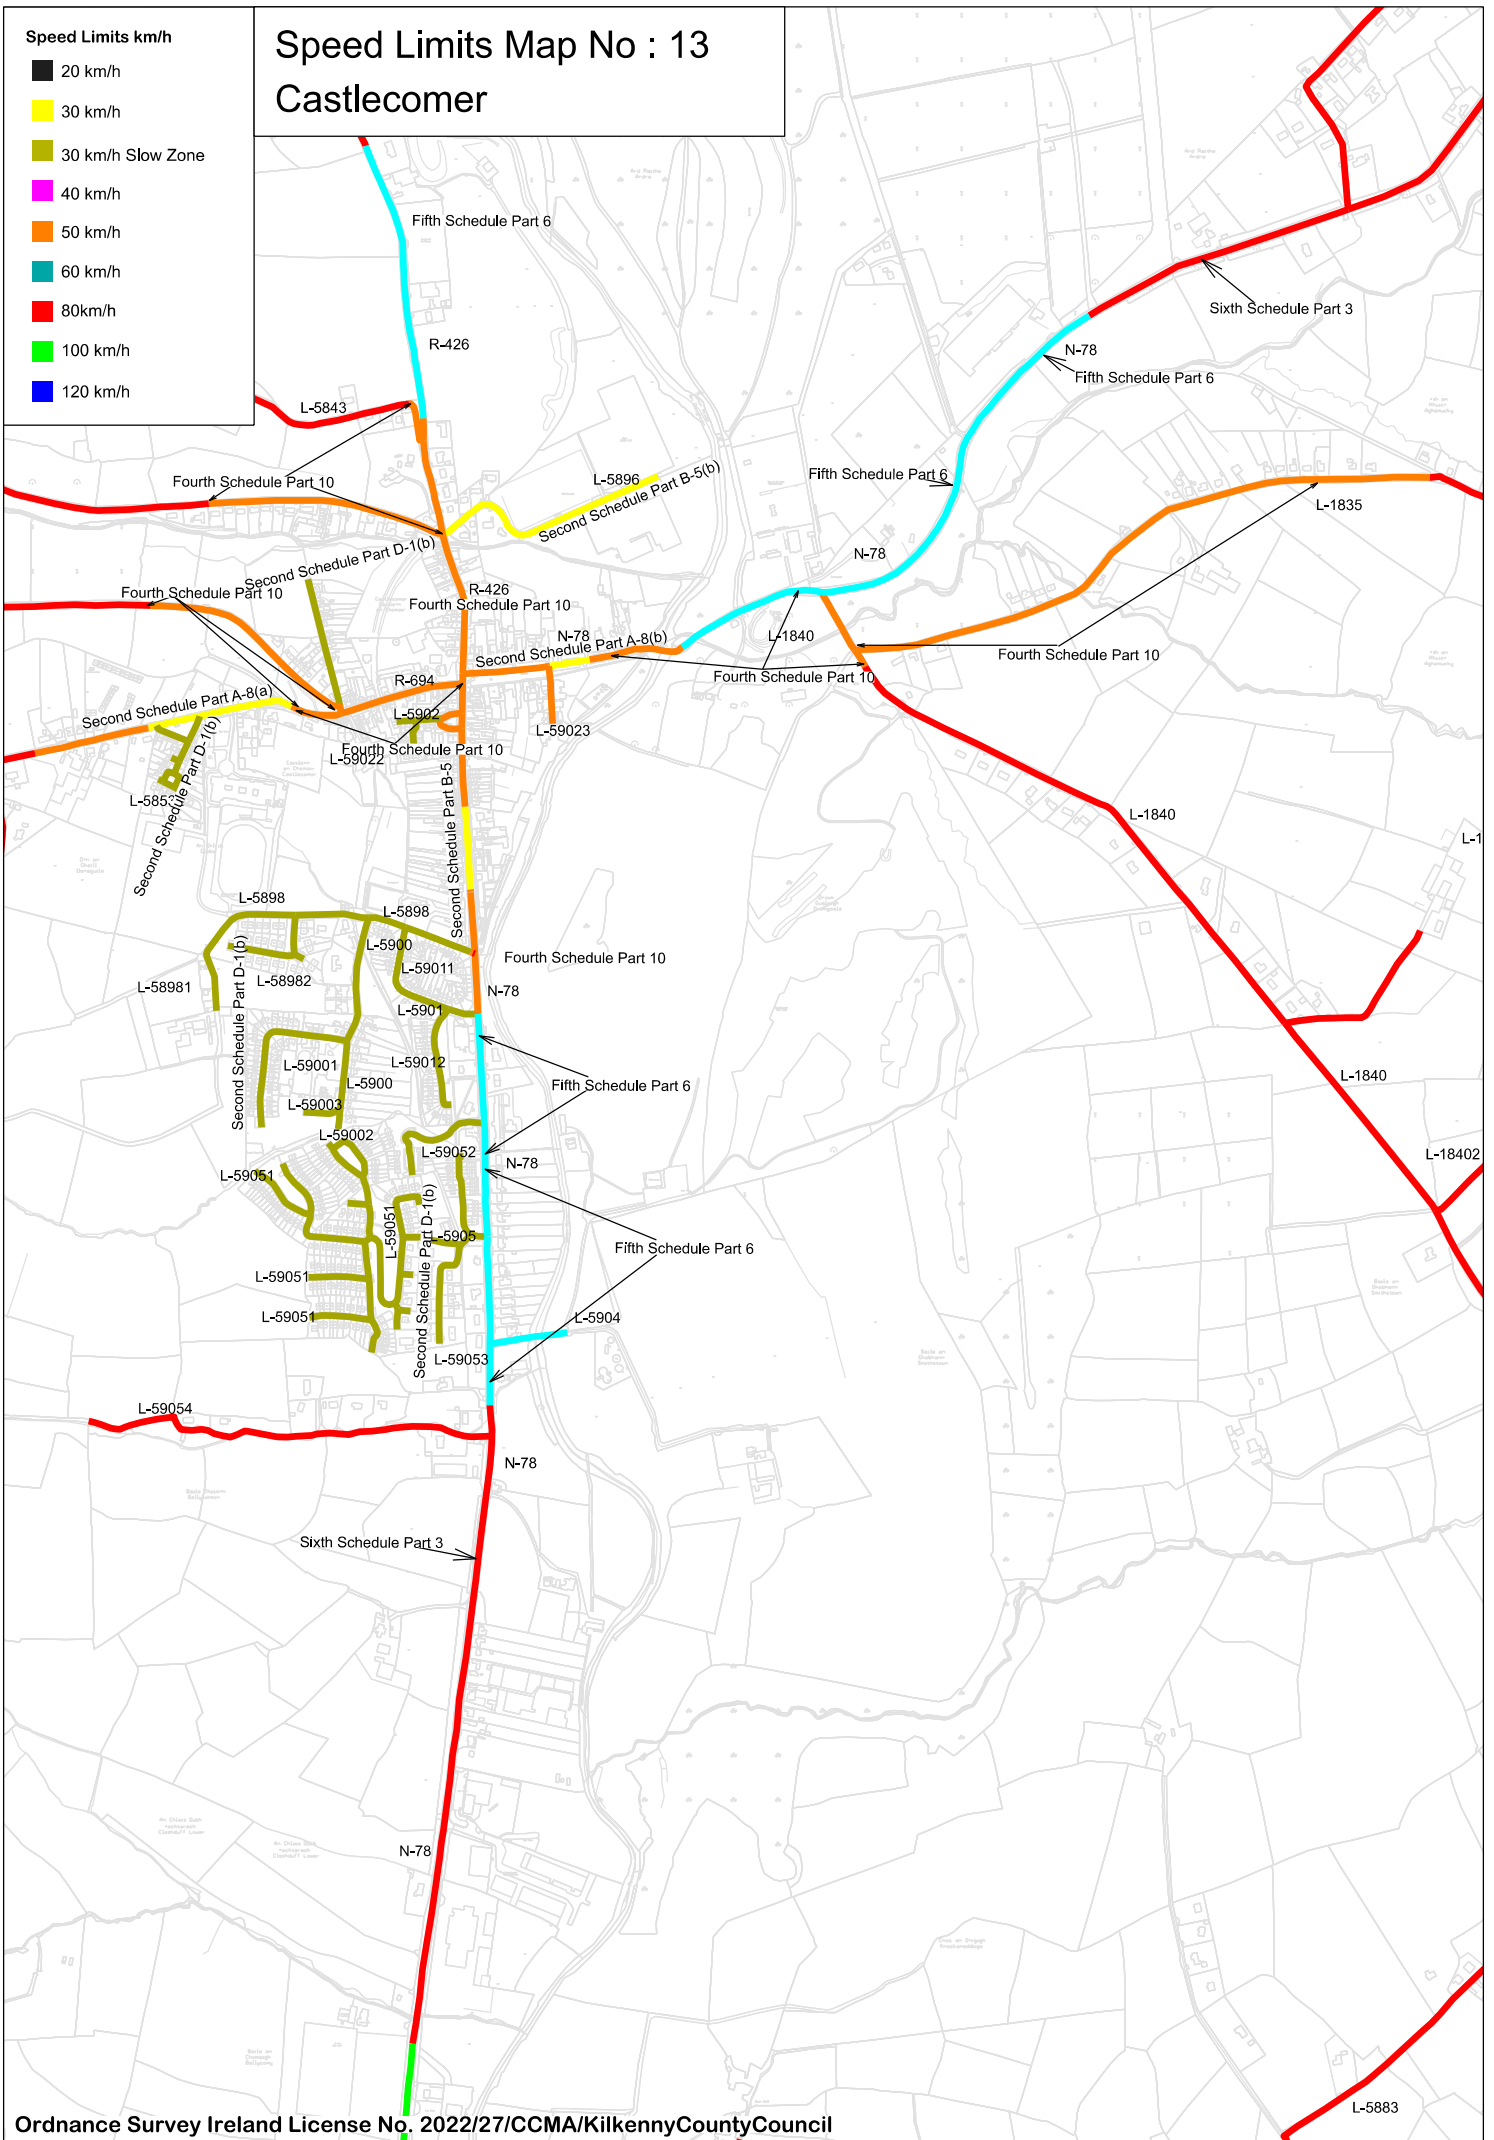 Speed Limits km/h
20 km/h
30 km/h
30 km/h Slow Zone
40 km/h
50 km/h
60 km/h
80km/h
100 km/h
120 km/h
Speed Limits Map No : 13
Castlecomer
Fifth Schedule Part 6
Sixth Schedule Part 3
R-426
N-78
Fifth Schedule Part 6
L-5843
Fourth Schedule Part 10
L-5896
Second Schedule Part B-5(b)
Fifth Schedule Part 6
L-1835
Second Schedule Part D-1(b)
N-78
Fourth Schedule Part 10
R-426
Fourth Schedule Part 10
N-78
Second Schedule Part A-8(b)
L-1840
Fourth Schedule Part 10
Fourth Schedule Part 10
R-694
Second Schedule Part A-8(a)
L-5902
L-59023
Fourth Schedule Part 10
L-59022
Second Schedule Part D-1(b)
L-585
Second Schedule Part B-5
L-1840
L-1
L-5898
L-5898
L-5900
Fourth Schedule Part 10
L-59011
L-58982
L-58981
Second Schedule Part D-1(b)
N-78
L-5901
L-59001
L-59012
L-5900
Fifth Schedule Part 6
L-1840
L-59003
L-59002
L-59052
N-78
L-18402
L-59051
L-59051
Second Schedule Part D-1(b)
L-5905
Fifth Schedule Part 6
L-59051
L-59051
L-5904
L-59053
L-59054
N-78
Sixth Schedule Part 3
N-78
L-5883
Ordnance Survey Ireland License No. 2022/27/CCMA/KilkennyCountyCouncil